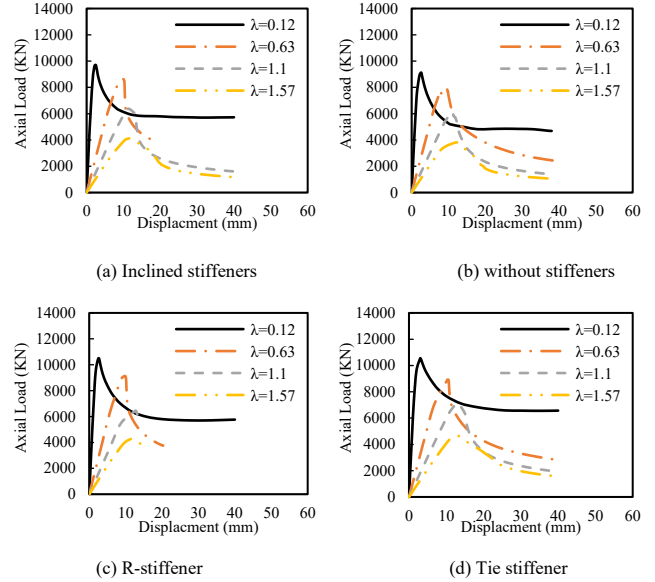 14000
12000
10000
8000
6000
4000
2000
0
Axial Load (KN)
λ=0.12
λ=0.63
λ=1.1
λ=1.57
0 10 20 30 40 50 60
Displacment (mm)
(a) Inclined stiffeners
14000
12000
10000
8000
6000
4000
2000
0
Axial Load (KN)
λ=0.12
λ=0.63
λ=1.1
λ=1.57
0 10 20 30 40 50 60
Displacment (mm)
(b) without stiffeners
14000
12000
10000
8000
6000
4000
2000
0
Axial Load (KN)
λ=0.12
λ=0.63
λ=1.1
λ=1.57
0 10 20 30 40 50 60
Displacment (mm)
(c) R-stiffener
14000
12000
10000
8000
6000
4000
2000
0
Axial Load (KN)
λ=0.12
λ=0.63
λ=1.1
λ=1.57
0 10 20 30 40 50 60
Displacment (mm)
(d) Tie stiffener